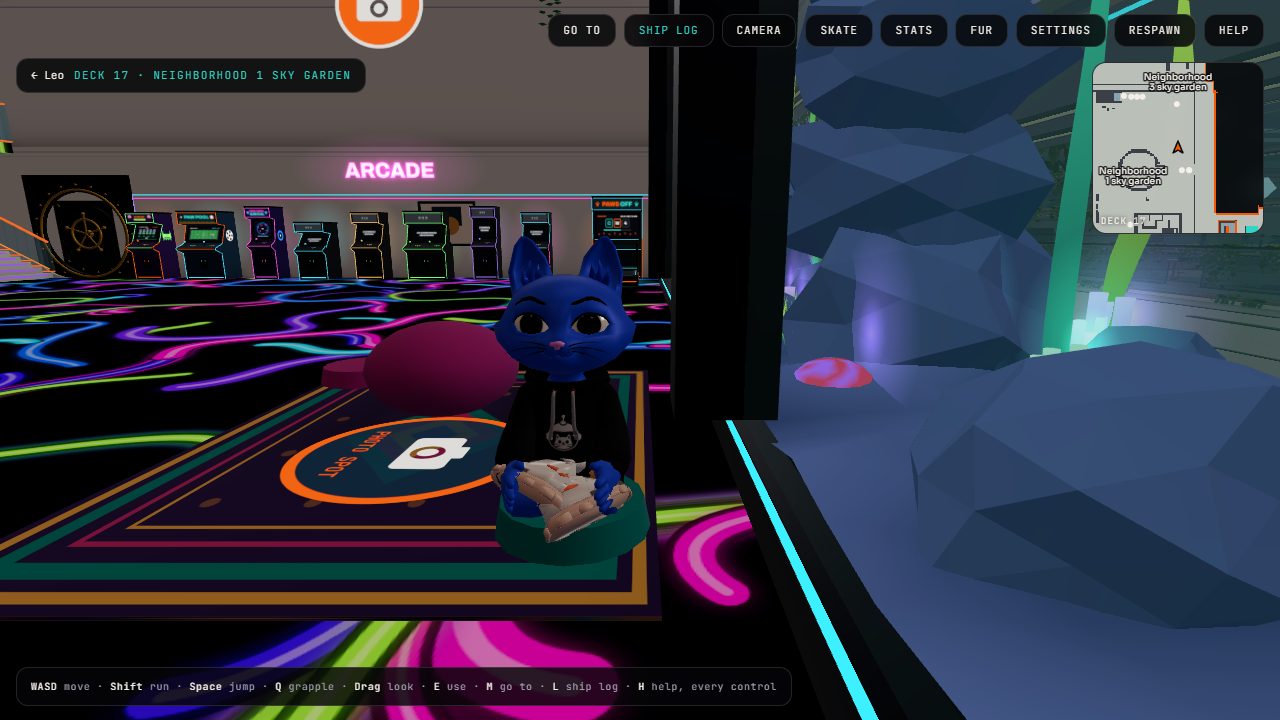 GO TO
SHIP LOG
CAMERA
SKATE
STATS
FUR
SETTINGS
RESPAWN
HELP
← Leo DECK 17 · NEIGHBORHOOD 1 SKY GARDEN
Neighborhood
3 sky garden
Neighborhood
1 sky garden
DECK 17
ARCADE
PAWS OFF
PHOTO SPOT
WASD move · Shift run · Space jump · Q grapple · Drag look · E use · M go to · L ship log · H help, every control